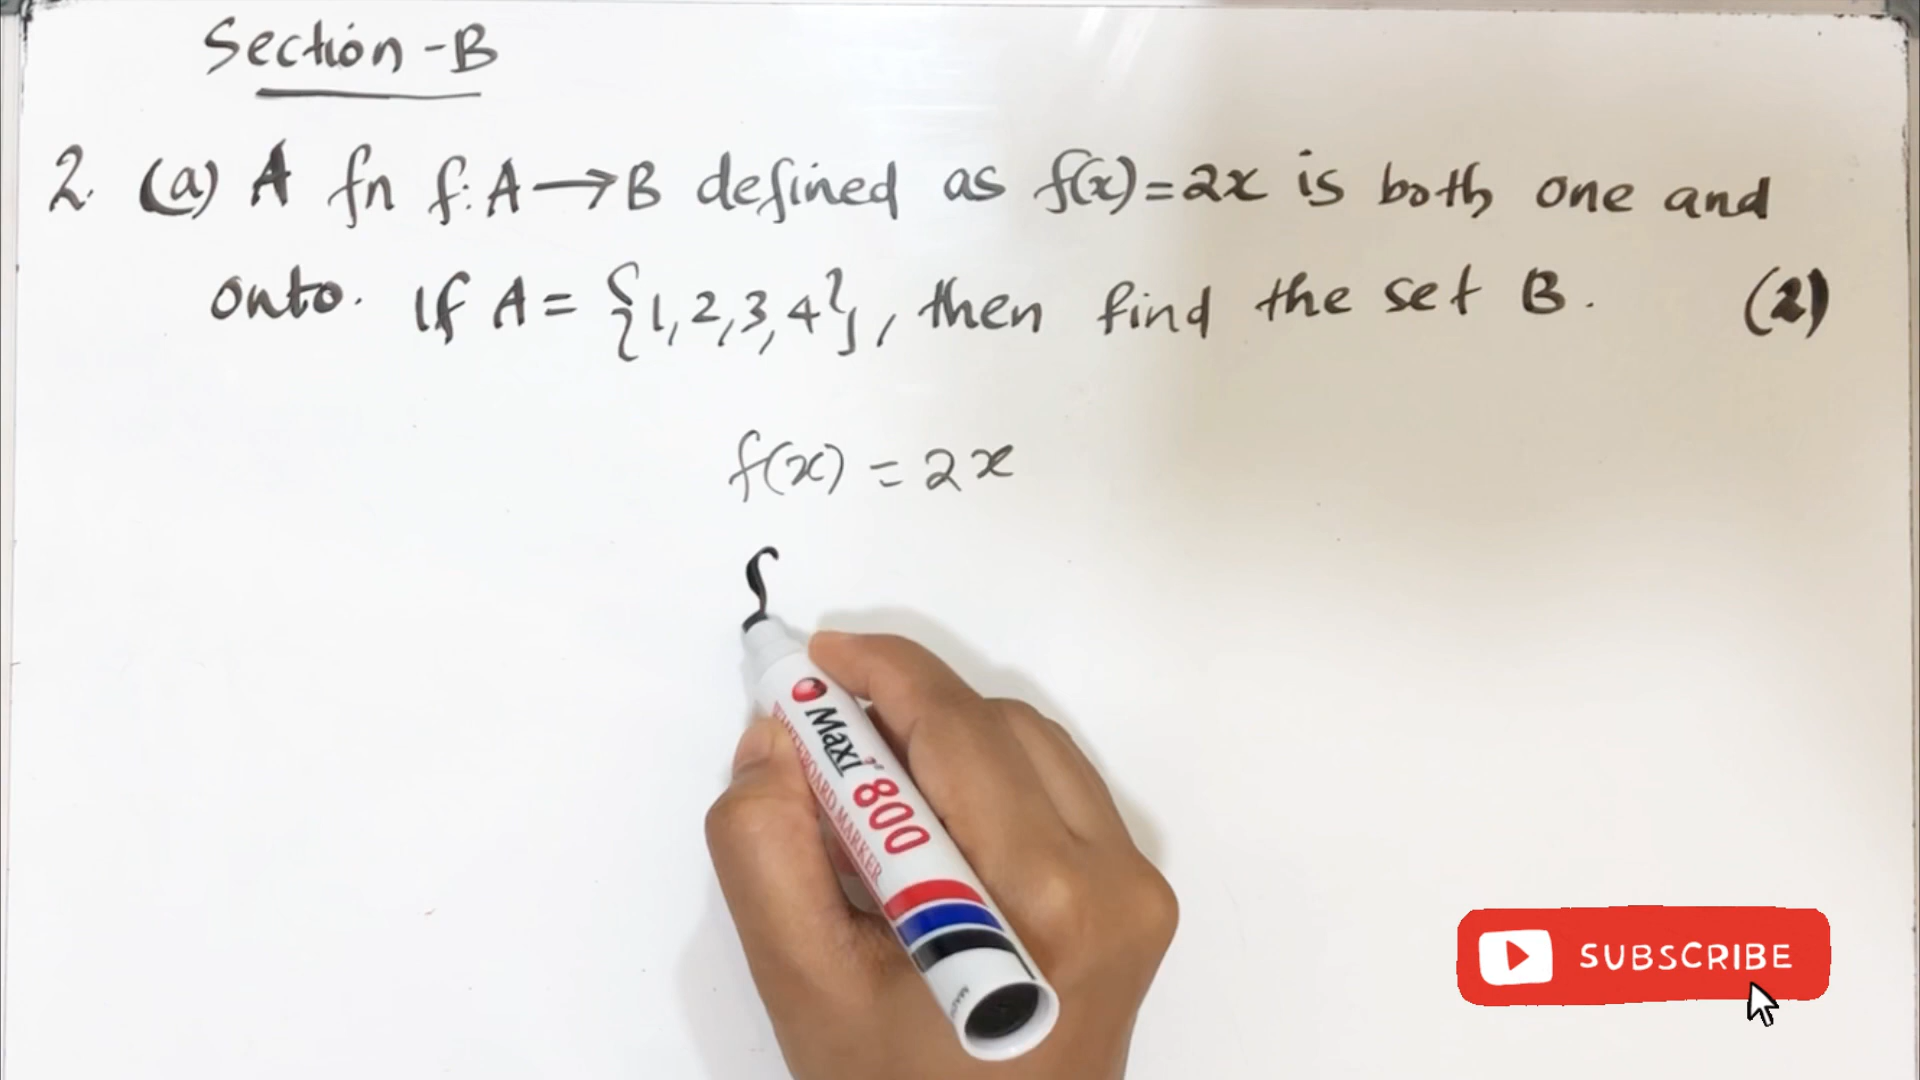 Section - B
2. (a) A fn f: A → B defined as f(x) = 2x is both one and
onto. If A = {1, 2, 3, 4}, then find the set B. (2)
f(x) = 2x
f
Maxi 800
WHITEBOARD MARKER
SUBSCRIBE